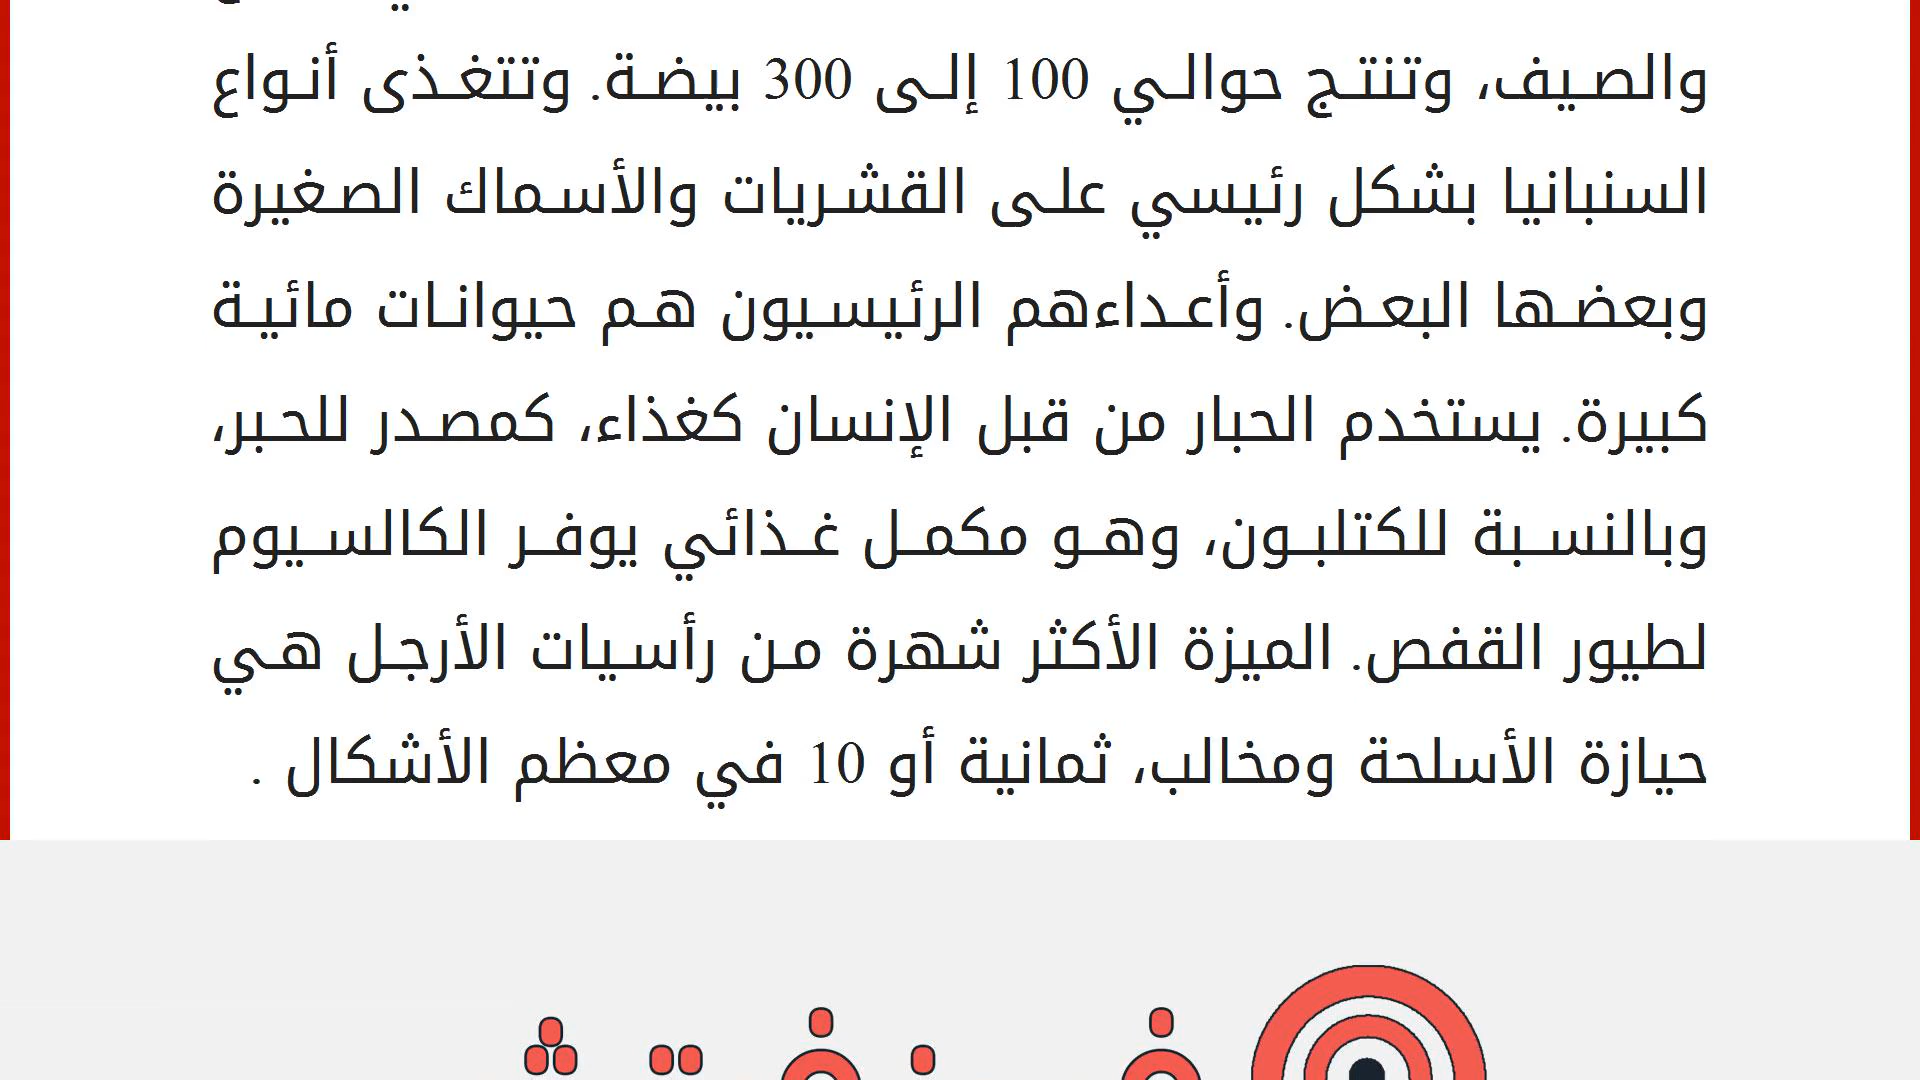 والصيف، وتنتج حوالي 100 إلى 300 بيضة. وتتغذى أنواع
السنبانيا بشكل رئيسي على القشريات والأسماك الصغيرة
وبعضها البعض. وأعداءهم الرئيسيون هم حيوانات مائية
كبيرة. يستخدم الحبار من قبل الإنسان كغذاء، كمصدر للحبر،
وبالنسبة للكتلبون، وهو مكمل غذائي يوفر الكالسيوم
لطيور القفص. الميزة الأكثر شهرة من رأسيات الأرجل هي
حيازة الأسلحة ومخالب، ثمانية أو 10 في معظم الأشكال .